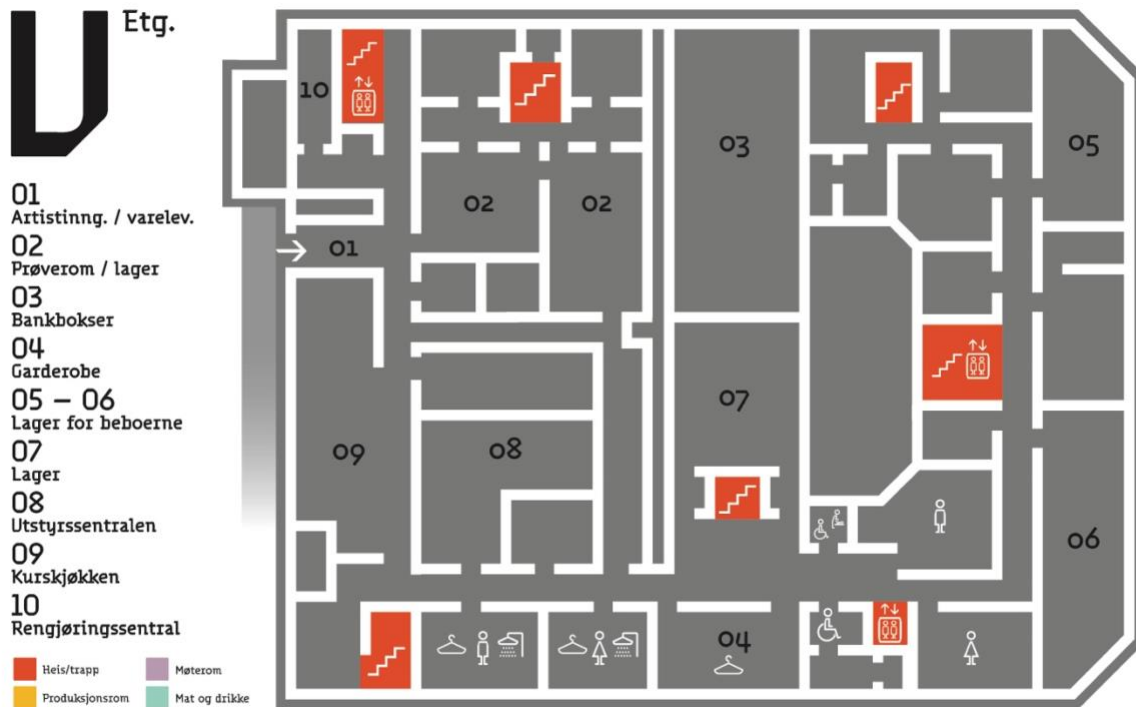 U Etg.
01
Artistinng. / varelev.
02
Prøverom / lager
03
Bankbokser
04
Garderobe
05 – 06
Lager for beboerne
07
Lager
08
Utstyrssentralen
09
Kurskjøkken
10
Rengjøringssentral
Heis/trapp
Møterom
Produksjonsrom
Mat og drikke
10
03
05
02
02
01
07
09
08
06
04